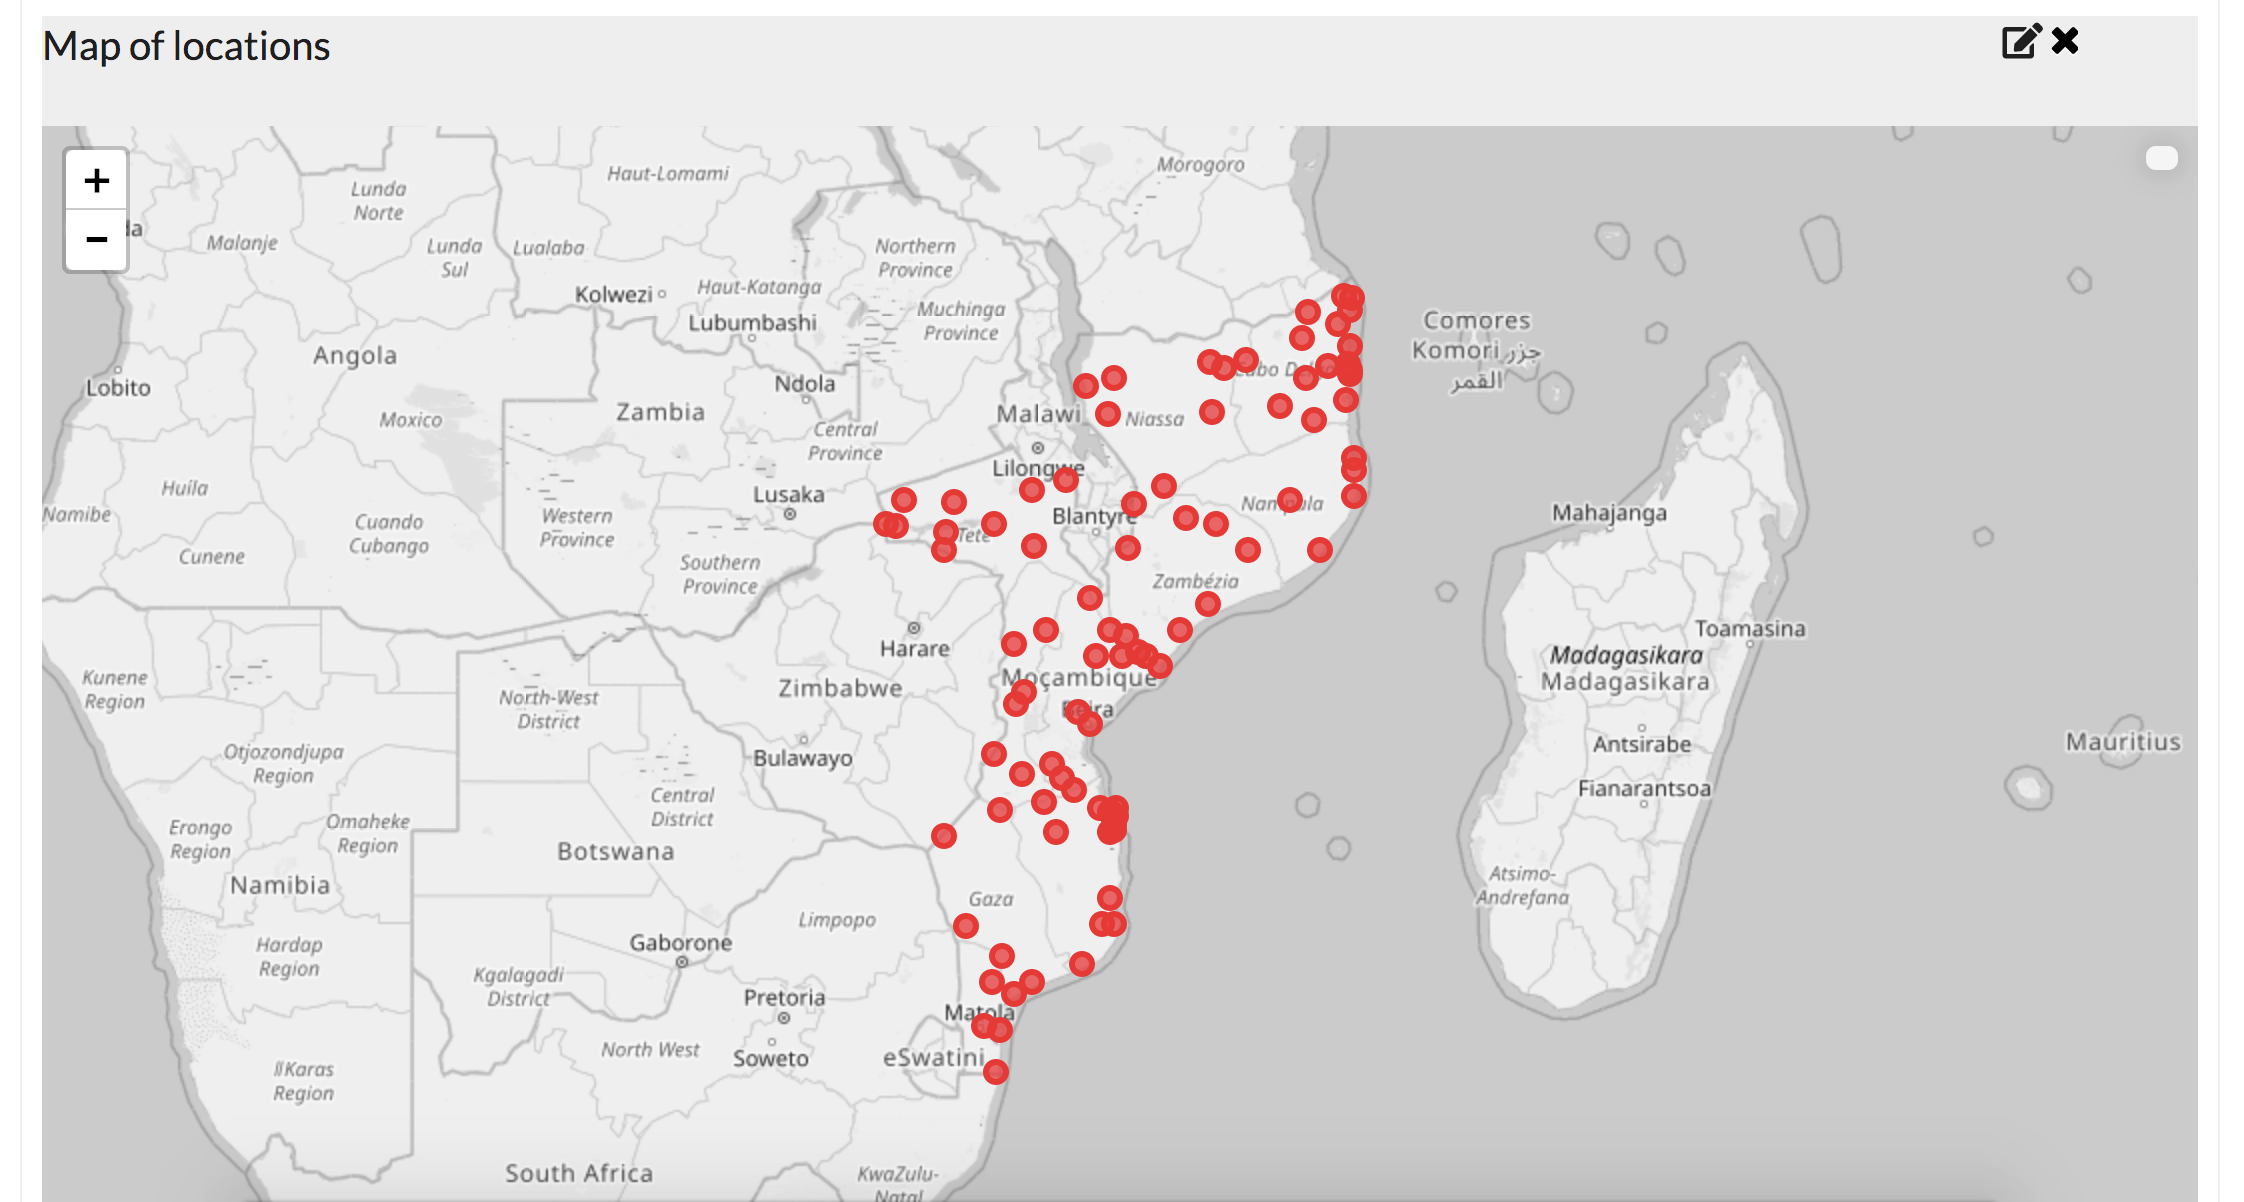 Map of locations
+
−
Morogoro
Haut-Lomami
Lunda
Norte
Malanje
Lunda
Sul
Lualaba
Northern
Province
Kolwezi
Haut-Katanga
Lubumbashi
Muchinga
Province
Comores
Komori جزر
القمر
Angola
Lobito
Ndola
Moxico
Zambia
Malawi
Niassa
Central
Province
Lilongwe
Huíla
Lusaka
Namibe
Cuando
Cubango
Western
Province
Blantyre
Nampula
Mahajanga
Tete
Cunene
Southern
Province
Zambézia
Harare
Toamasina
Madagasikara
Madagasikara
Kunene
Region
North-West
District
Zimbabwe
Moçambique
Beira
Otjozondjupa
Region
Bulawayo
Antsirabe
Mauritius
Fianarantsoa
Central
District
Erongo
Region
Omaheke
Region
Botswana
Namibia
Atsimo-
Andrefana
Gaza
Limpopo
Hardap
Region
Gaborone
Kgalagadi
District
Pretoria
Matola
North West
Soweto
eSwatini
ǁKaras
Region
South Africa
KwaZulu-
Natal